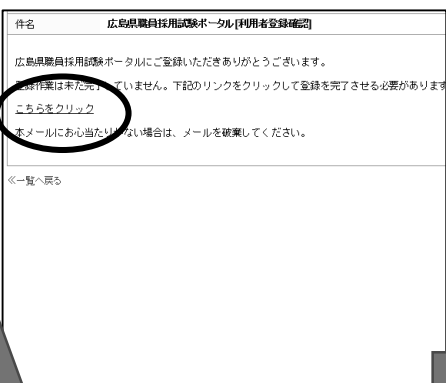 件名 広島県職員採用試験ポータル[利用者登録確認]
広島県職員採用試験ポータルにご登録いただきありがとうございます。
登録作業は未だ完了していません。下記のリンクをクリックして登録を完了させる必要があります
こちらをクリック
本メールにお心当たりがない場合は、メールを破棄してください。
≪一覧へ戻る